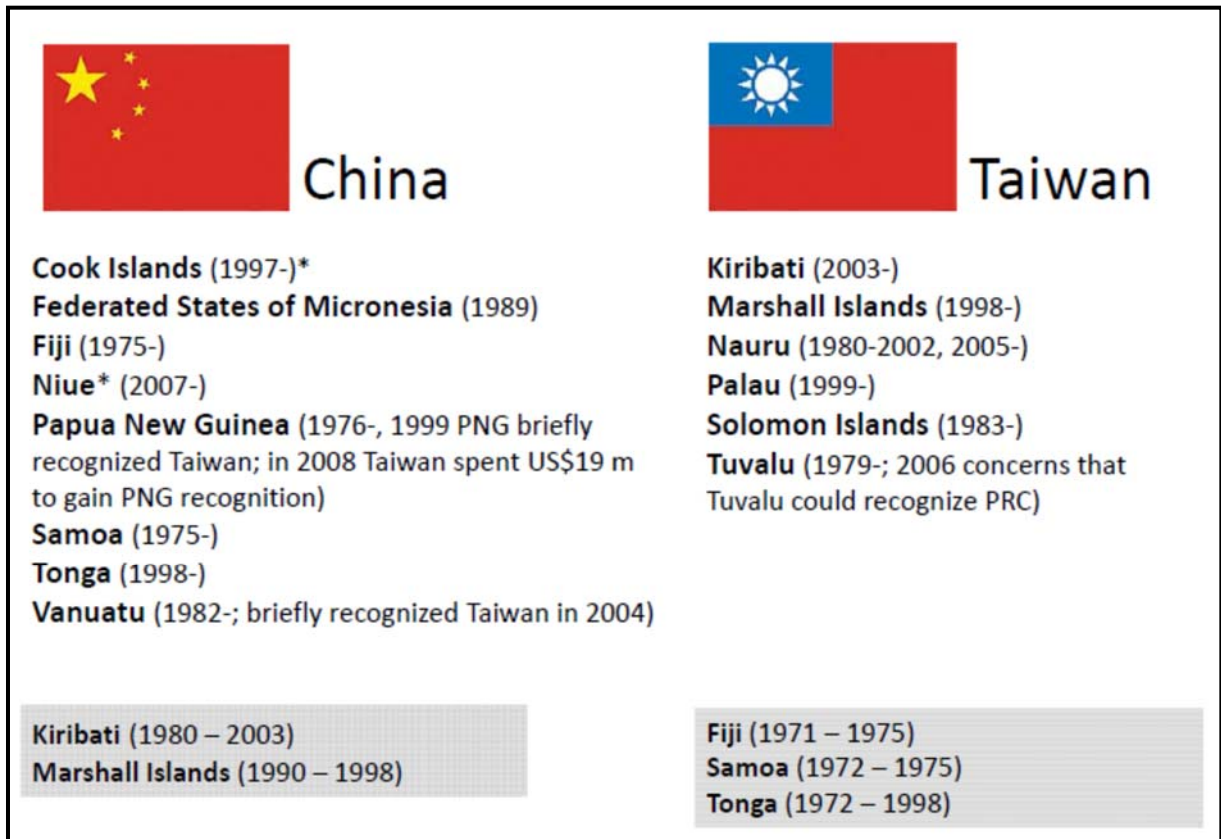 China
Cook Islands (1997-)*
Federated States of Micronesia (1989)
Fiji (1975-)
Niue* (2007-)
Papua New Guinea (1976-, 1999 PNG briefly
recognized Taiwan; in 2008 Taiwan spent US$19 m
to gain PNG recognition)
Samoa (1975-)
Tonga (1998-)
Vanuatu (1982-; briefly recognized Taiwan in 2004)
Kiribati (1980 – 2003)
Marshall Islands (1990 – 1998)
Taiwan
Kiribati (2003-)
Marshall Islands (1998-)
Nauru (1980-2002, 2005-)
Palau (1999-)
Solomon Islands (1983-)
Tuvalu (1979-; 2006 concerns that
Tuvalu could recognize PRC)
Fiji (1971 – 1975)
Samoa (1972 – 1975)
Tonga (1972 – 1998)